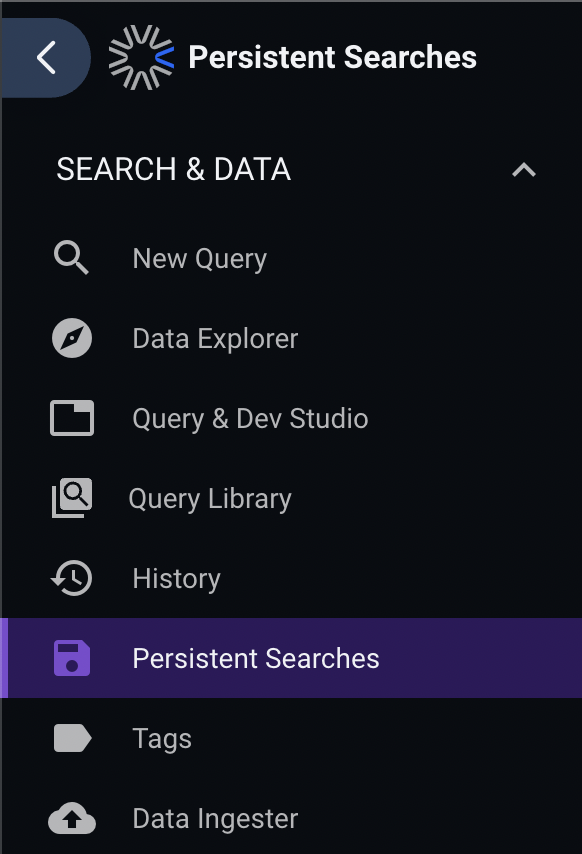 Persistent Searches
SEARCH & DATA
New Query
Data Explorer
Query & Dev Studio
Query Library
History
Persistent Searches
Tags
Data Ingester